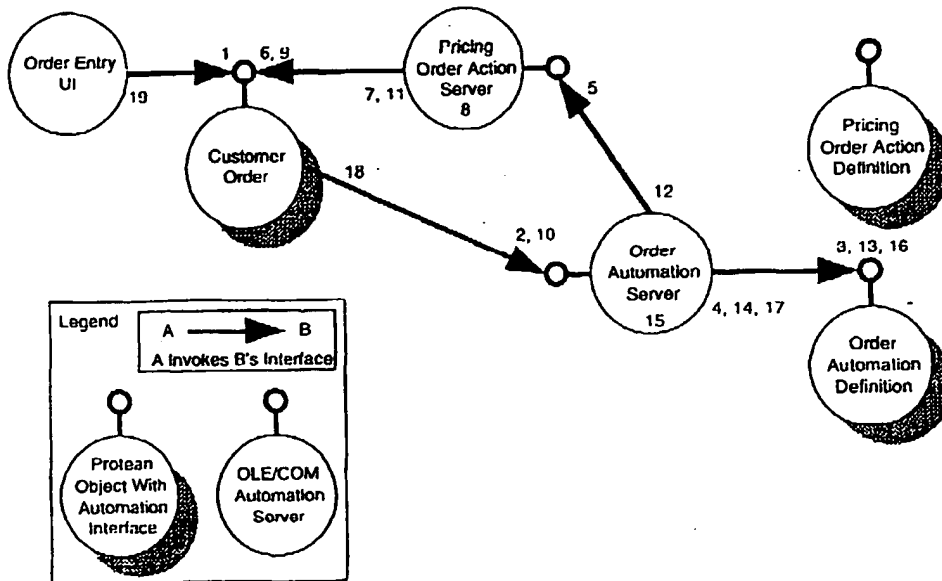 Order Entry
UI
19
1
6, 9
7, 11
Pricing
Order Action
Server
8
5
Pricing
Order Action
Definition
Customer
Order
18
2, 10
12
Order
Automation
Server
15
3, 13, 16
4, 14, 17
Order
Automation
Definition
Legend
A B
A Invokes B's Interface
Protean
Object With
Automation
Interface
OLE/COM
Automation
Server